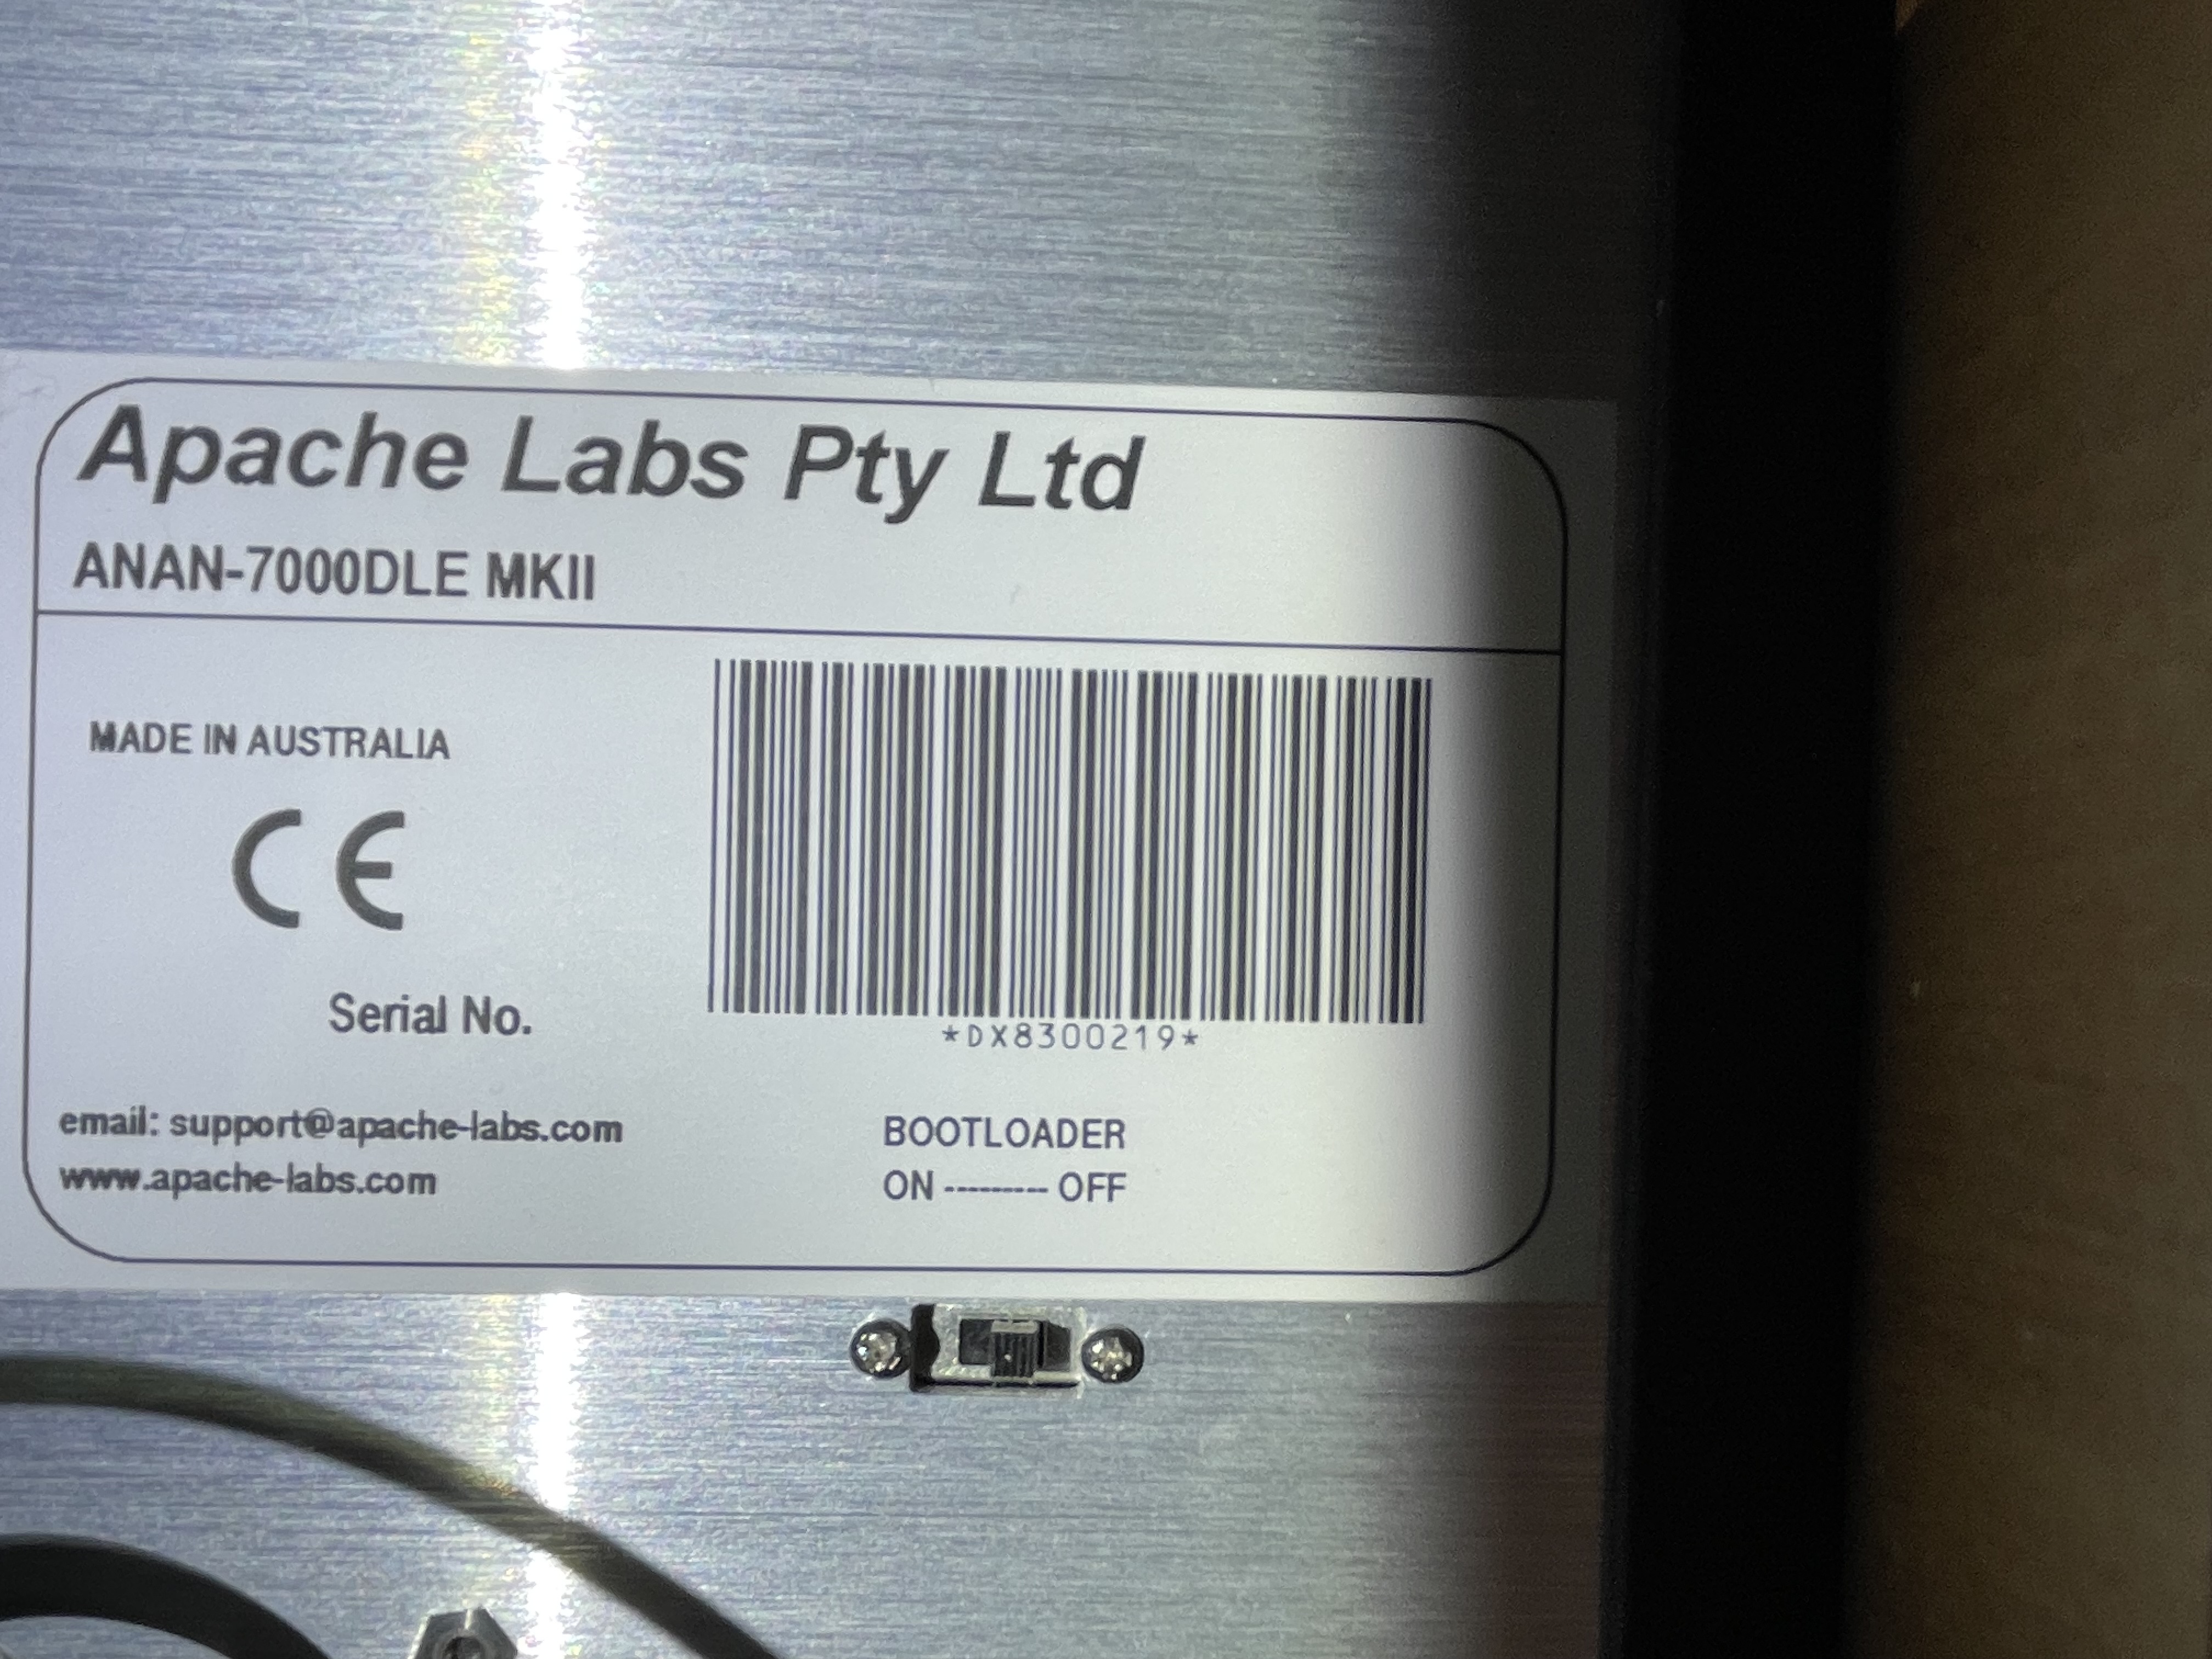 Apache Labs Pty Ltd
ANAN-7000DLE MKII
MADE IN AUSTRALIA
CE
Serial No.
*DX8300219*
email: support@apache-labs.com
www.apache-labs.com
BOOTLOADER
ON --------- OFF